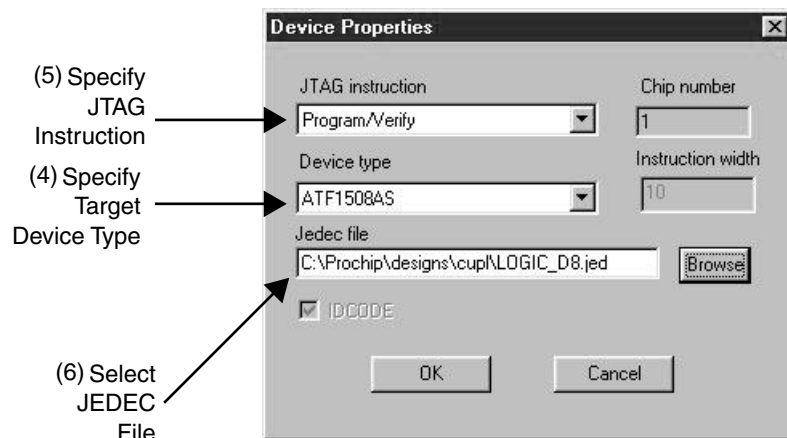 Device Properties
(5) Specify
JTAG
Instruction
JTAG instruction
Chip number
Program/Verify
1
(4) Specify
Target
Device Type
Device type
Instruction width
ATF1508AS
10
Jedec file
C:\Prochip\designs\cupl\LOGIC_D8.jed
Browse
IDCODE
(6) Select
JEDEC
File
OK
Cancel